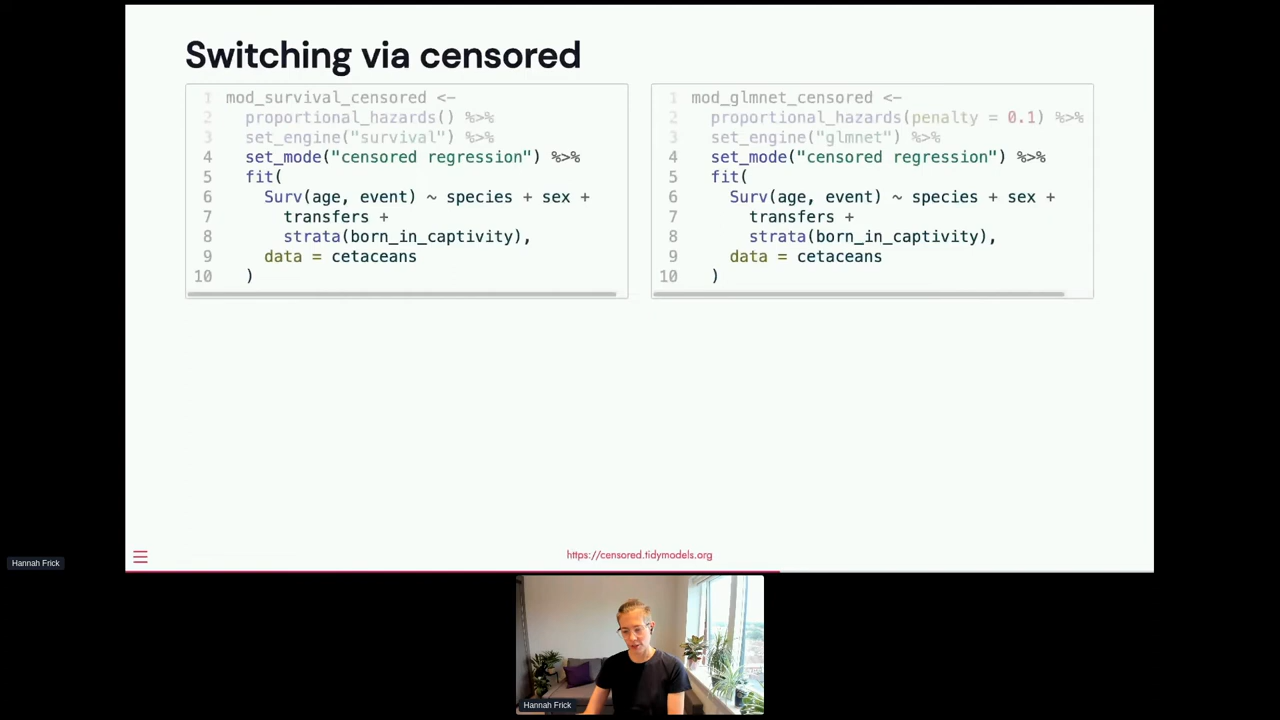 Switching via censored
1 mod_survival_censored <-
2 proportional_hazards() %>%
3 set_engine("survival") %>%
4 set_mode("censored regression") %>%
5 fit(
6 Surv(age, event) ~ species + sex +
7 transfers +
8 strata(born_in_captivity),
9 data = cetaceans
10 )
1 mod_glmnet_censored <-
2 proportional_hazards(penalty = 0.1) %>%
3 set_engine("glmnet") %>%
4 set_mode("censored regression") %>%
5 fit(
6 Surv(age, event) ~ species + sex +
7 transfers +
8 strata(born_in_captivity),
9 data = cetaceans
10 )
https://censored.tidymodels.org
Hannah Frick
Hannah Frick